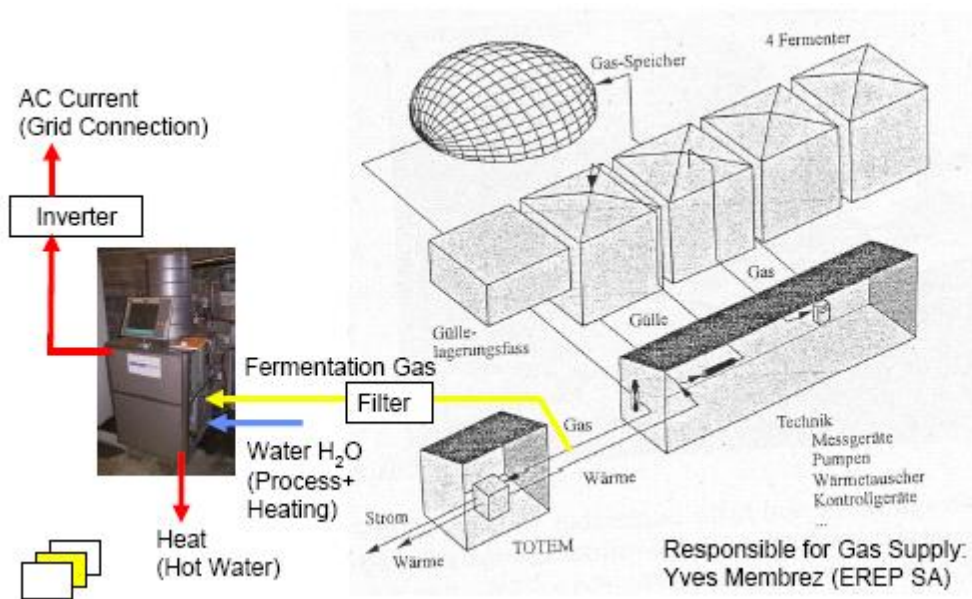 AC Current
(Grid Connection)
Inverter
Fermentation Gas
Filter
Water H₂O
(Process+
Heating)
Heat
(Hot Water)
Gas-Speicher
4 Fermenter
Gülle-
lagerungsfass
Gülle
Gas
Gas
Wärme
Strom
Wärme
TOTEM
Technik
Messgeräte
Pumpen
Wärmetauscher
Kontrollgeräte
...
Responsible for Gas Supply:
Yves Membrez (EREP SA)